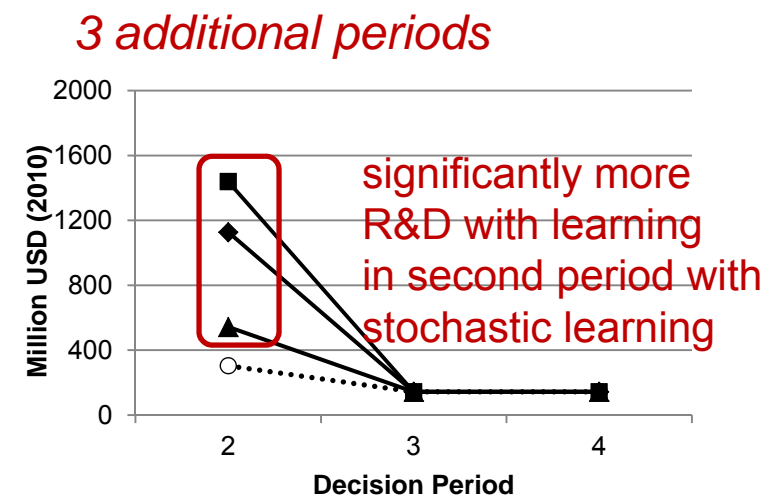 3 additional periods
2000
1600
1200
800
400
0
Million USD (2010)
significantly more
R&D with learning
in second period with
stochastic learning
2
3
4
Decision Period